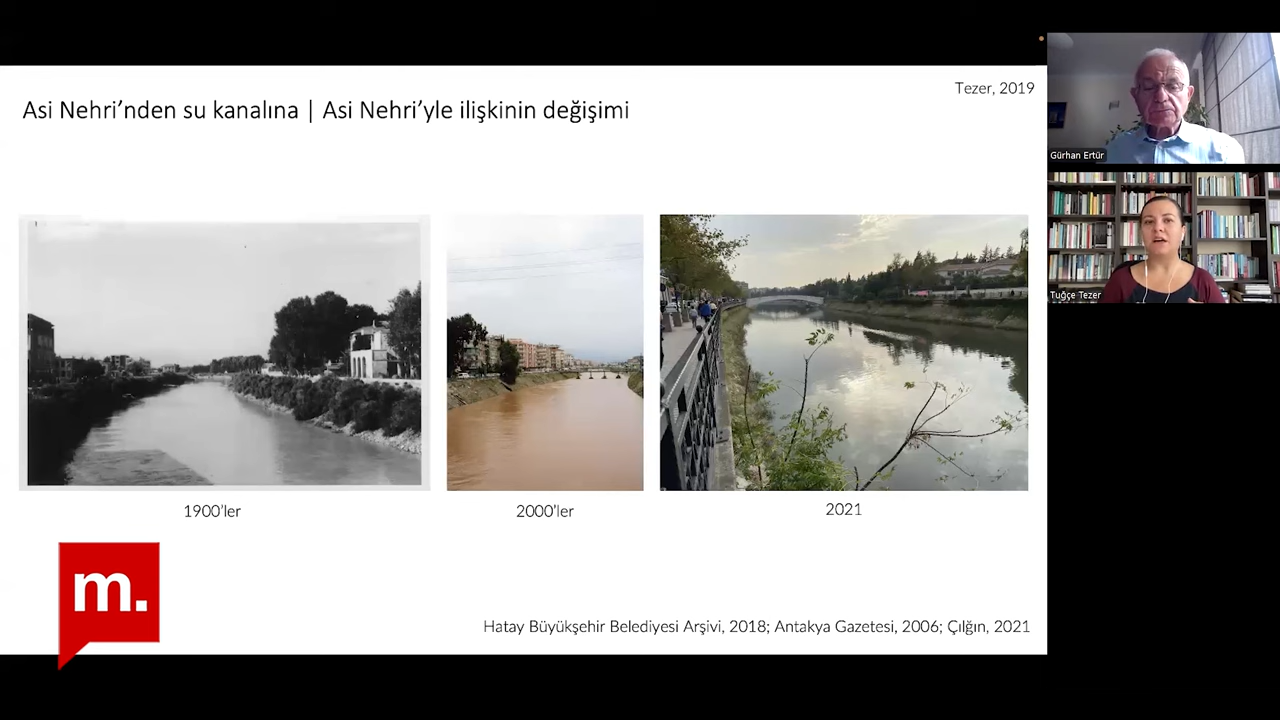 Tezer, 2019
Asi Nehri’nden su kanalına | Asi Nehri’yle ilişkinin değişimi
1900’ler
2000’ler
2021
m.
Hatay Büyükşehir Belediyesi Arşivi, 2018; Antakya Gazetesi, 2006; Çılğın, 2021
Gürhan Ertür
Tuğçe Tezer